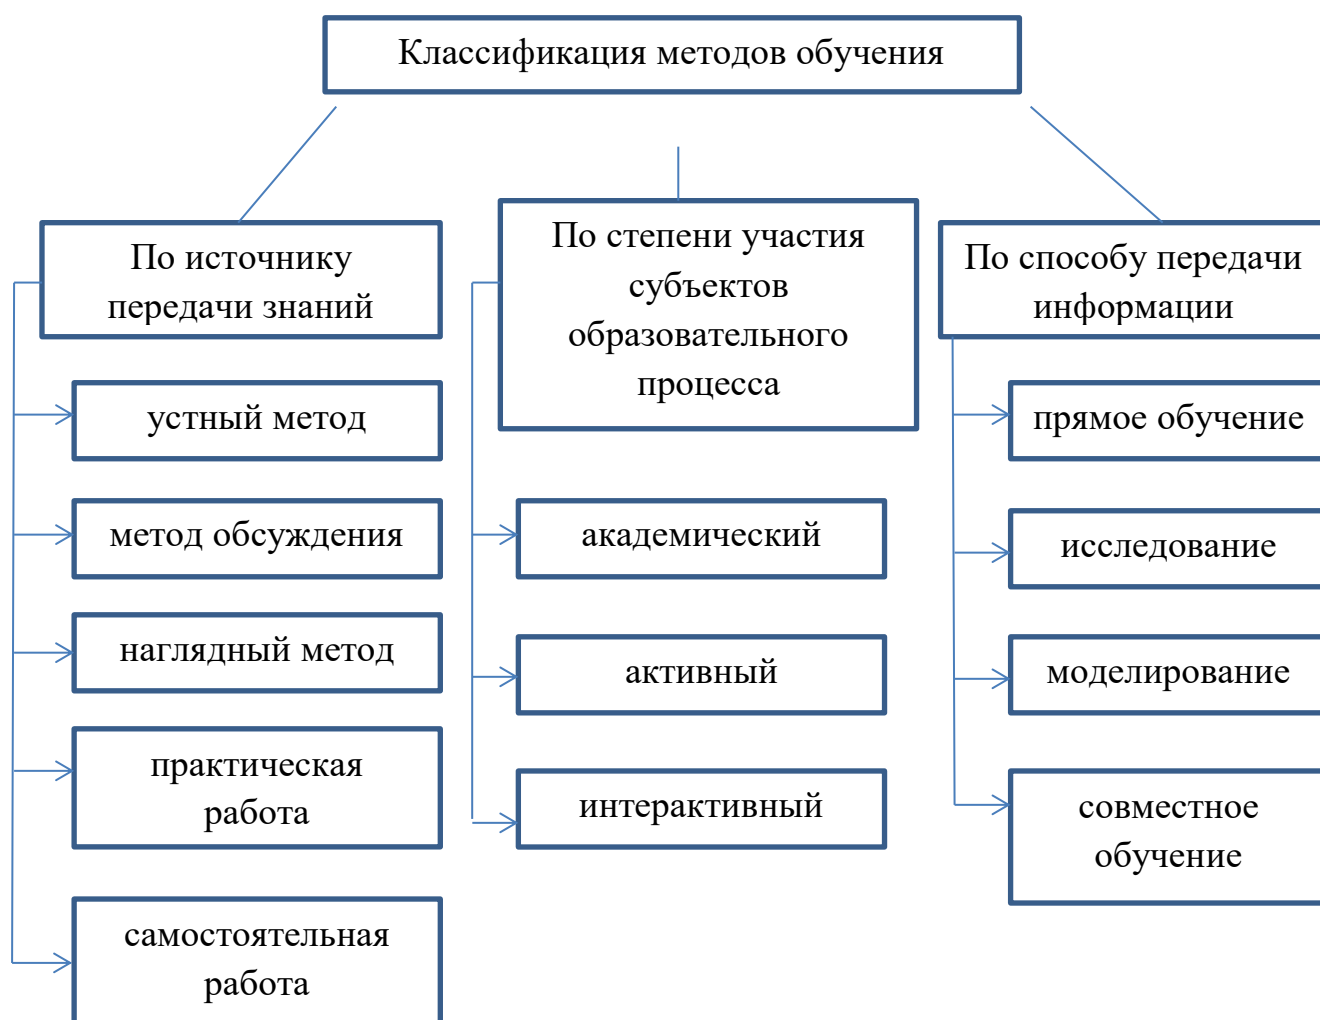 Классификация методов обучения
По источнику
передачи знаний
устный метод
метод обсуждения
наглядный метод
практическая
работа
самостоятельная
работа
По степени участия
субъектов
образовательного
процесса
академический
активный
интерактивный
По способу передачи
информации
прямое обучение
исследование
моделирование
совместное
обучение